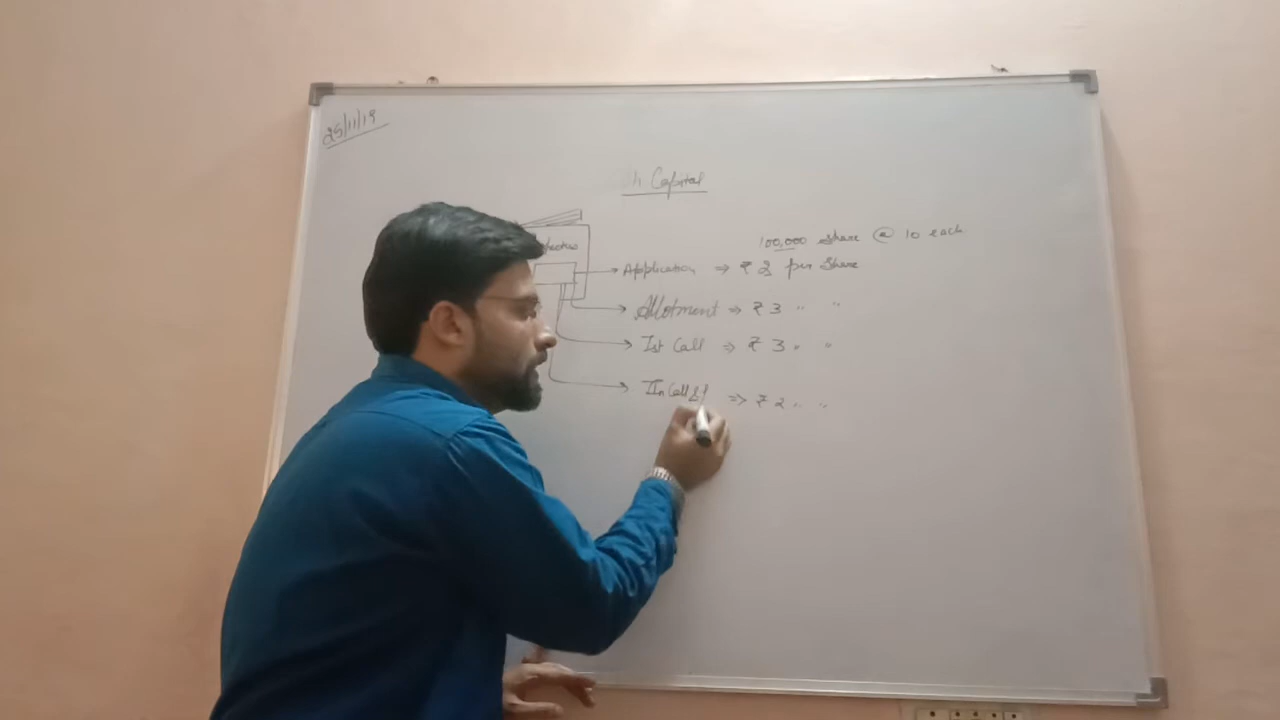 25/11/19
Capital
100,000 share @ 10 each
Application ⇒ ₹ 2 per share
Allotment ⇒ ₹ 3 " "
Ist Call ⇒ ₹ 3 " "
IIn Call & f ⇒ ₹ 2 " "